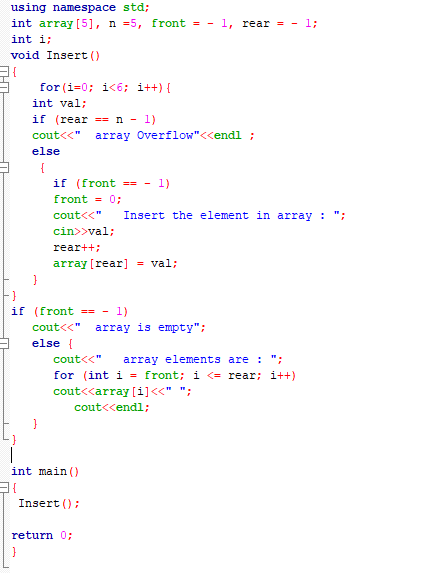 using namespace std;
int array[5], n =5, front = - 1, rear = - 1;
int i;
void Insert()
{
    for(i=0; i<6; i++){
   int val;
   if (rear == n - 1)
   cout<<"  array Overflow"<<endl ;
   else
    {
      if (front == - 1)
      front = 0;
      cout<<"   Insert the element in array : ";
      cin>>val;
      rear++;
      array[rear] = val;
   }
}
if (front == - 1)
   cout<<"  array is empty";
   else {
      cout<<"   array elements are : ";
      for (int i = front; i <= rear; i++)
      cout<<array[i]<<" ";
         cout<<endl;
   }
}
int main()
{
 Insert();
return 0;
}